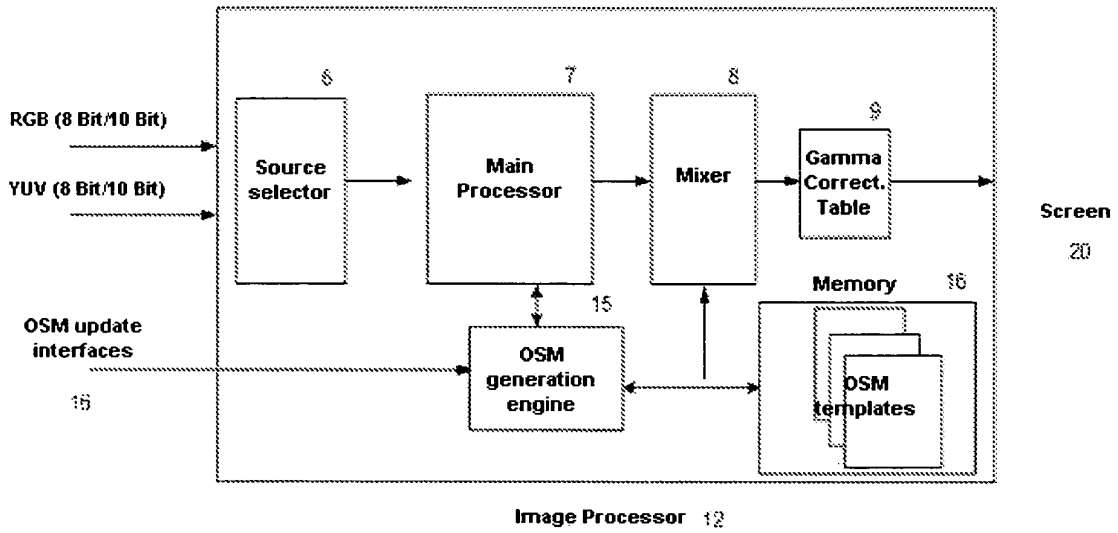 6
7
8
9
RGB (8 Bit/10 Bit)
YUV (8 Bit/10 Bit)
Source
selector
Main
Processor
Mixer
Gamma
Correct.
Table
Screen
20
Memory
16
15
OSM update
interfaces
16
OSM
generation
engine
OSM
templates
Image Processor 12